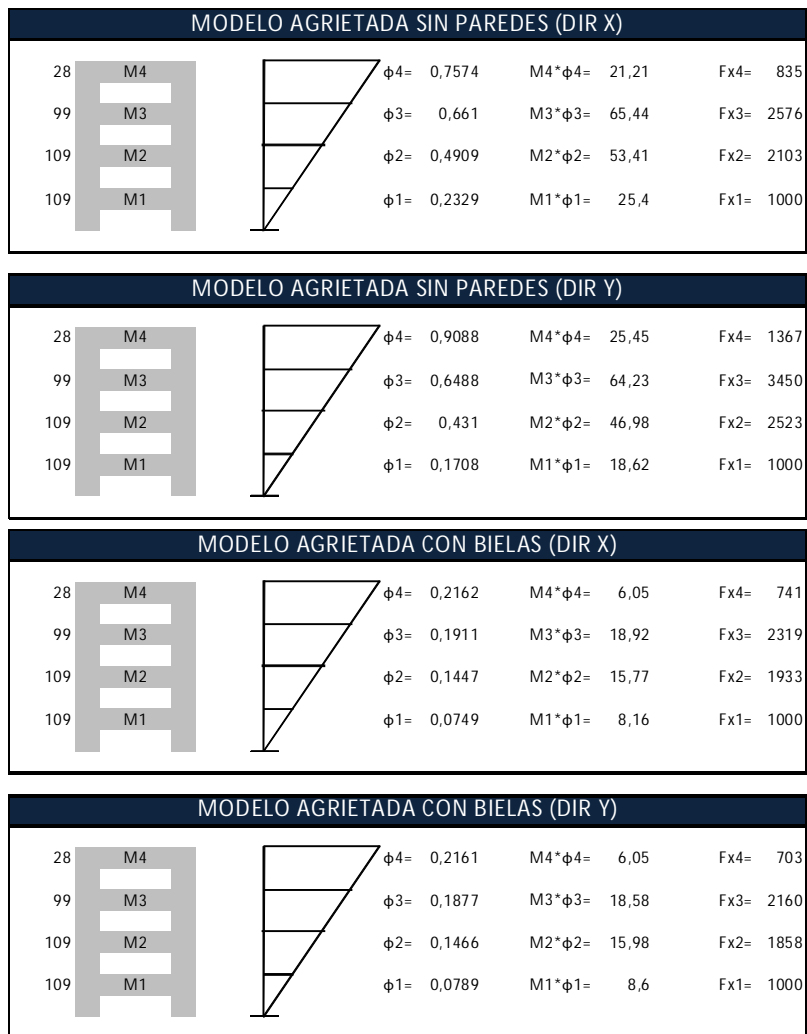 MODELO AGRIETADA SIN PAREDES (DIR X)
28 M4 ϕ4= 0,7574 M4*ϕ4= 21,21 Fx4= 835
99 M3 ϕ3= 0,661 M3*ϕ3= 65,44 Fx3= 2576
109 M2 ϕ2= 0,4909 M2*ϕ2= 53,41 Fx2= 2103
109 M1 ϕ1= 0,2329 M1*ϕ1= 25,4 Fx1= 1000
MODELO AGRIETADA SIN PAREDES (DIR Y)
28 M4 ϕ4= 0,9088 M4*ϕ4= 25,45 Fx4= 1367
99 M3 ϕ3= 0,6488 M3*ϕ3= 64,23 Fx3= 3450
109 M2 ϕ2= 0,431 M2*ϕ2= 46,98 Fx2= 2523
109 M1 ϕ1= 0,1708 M1*ϕ1= 18,62 Fx1= 1000
MODELO AGRIETADA CON BIELAS (DIR X)
28 M4 ϕ4= 0,2162 M4*ϕ4= 6,05 Fx4= 741
99 M3 ϕ3= 0,1911 M3*ϕ3= 18,92 Fx3= 2319
109 M2 ϕ2= 0,1447 M2*ϕ2= 15,77 Fx2= 1933
109 M1 ϕ1= 0,0749 M1*ϕ1= 8,16 Fx1= 1000
MODELO AGRIETADA CON BIELAS (DIR Y)
28 M4 ϕ4= 0,2161 M4*ϕ4= 6,05 Fx4= 703
99 M3 ϕ3= 0,1877 M3*ϕ3= 18,58 Fx3= 2160
109 M2 ϕ2= 0,1466 M2*ϕ2= 15,98 Fx2= 1858
109 M1 ϕ1= 0,0789 M1*ϕ1= 8,6 Fx1= 1000